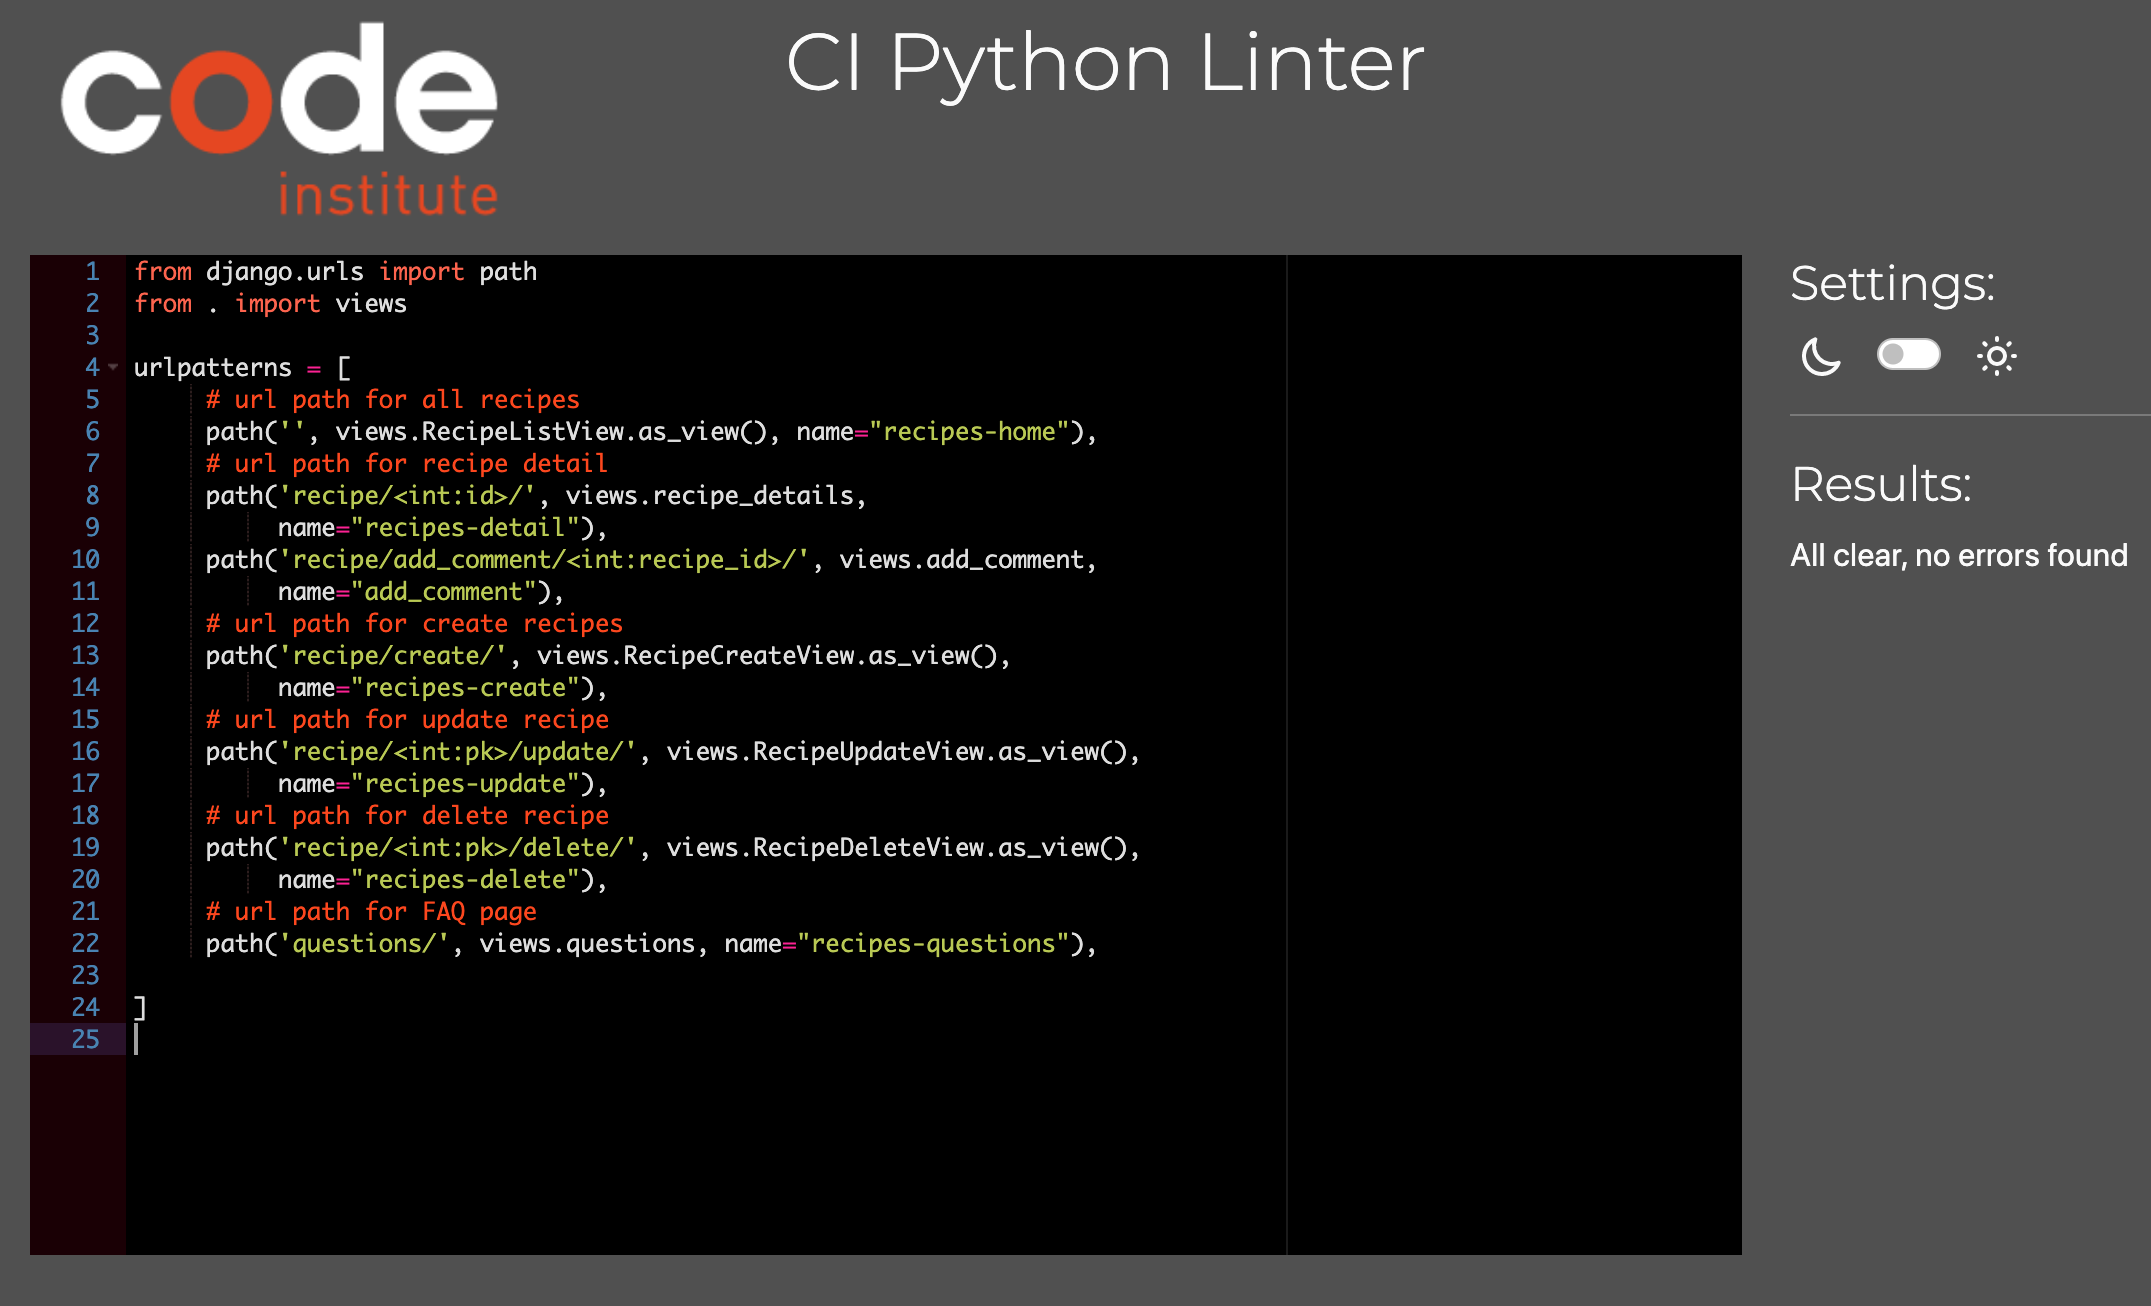 code
institute
CI Python Linter
1 from django.urls import path
2 from . import views
3
4 urlpatterns = [
5      # url path for all recipes
6      path('', views.RecipeListView.as_view(), name="recipes-home"),
7      # url path for recipe detail
8      path('recipe/<int:id>/', views.recipe_details,
9           name="recipes-detail"),
10      path('recipe/add_comment/<int:recipe_id>/', views.add_comment,
11           name="add_comment"),
12      # url path for create recipes
13      path('recipe/create/', views.RecipeCreateView.as_view(),
14           name="recipes-create"),
15      # url path for update recipe
16      path('recipe/<int:pk>/update/', views.RecipeUpdateView.as_view(),
17           name="recipes-update"),
18      # url path for delete recipe
19      path('recipe/<int:pk>/delete/', views.RecipeDeleteView.as_view(),
20           name="recipes-delete"),
21      # url path for FAQ page
22      path('questions/', views.questions, name="recipes-questions"),
23
24 ]
25
Settings:
Results:
All clear, no errors found